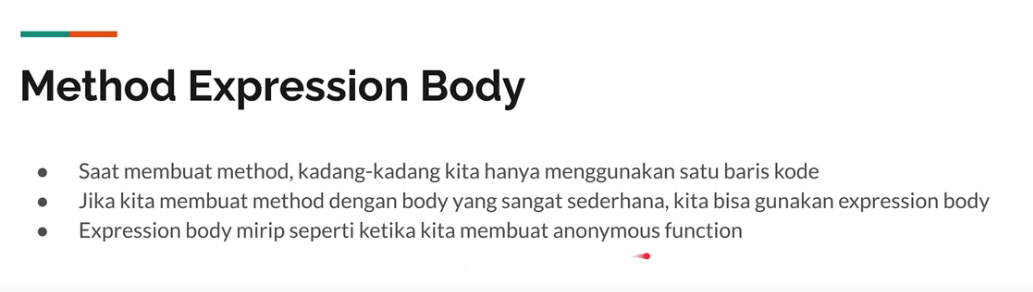 Method Expression Body
● Saat membuat method, kadang-kadang kita hanya menggunakan satu baris kode
● Jika kita membuat method dengan body yang sangat sederhana, kita bisa gunakan expression body
● Expression body mirip seperti ketika kita membuat anonymous function